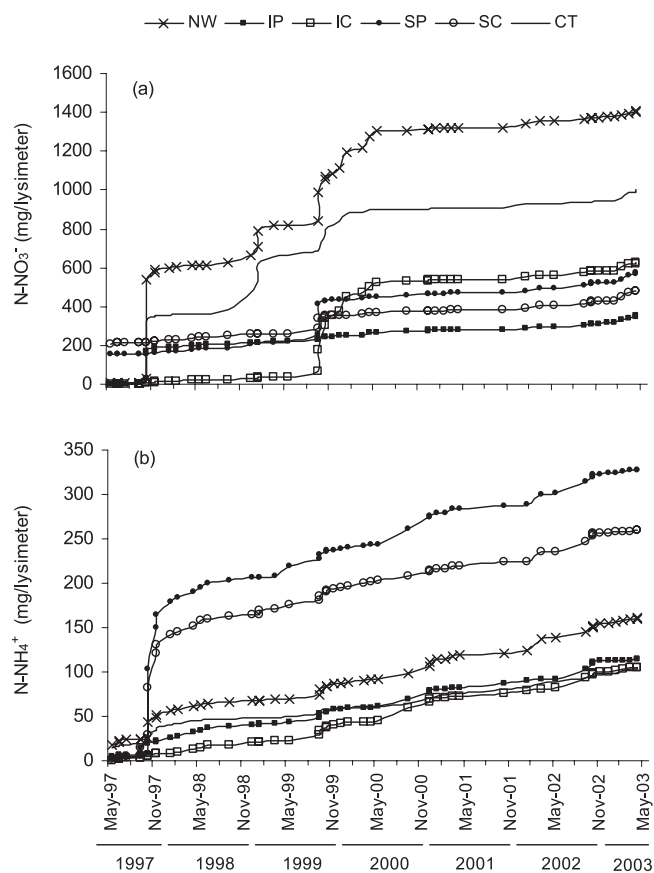 NW IP IC SP SC CT
(a)
N-NO₃⁻ (mg/lysimeter)
1600
1400
1200
1000
800
600
400
200
0
(b)
N-NH₄⁺ (mg/lysimeter)
350
300
250
200
150
100
50
0
May-97 Nov-97 May-98 Nov-98 May-99 Nov-99 May-00 Nov-00 May-01 Nov-01 May-02 Nov-02 May-03
1997 1998 1999 2000 2001 2002 2003